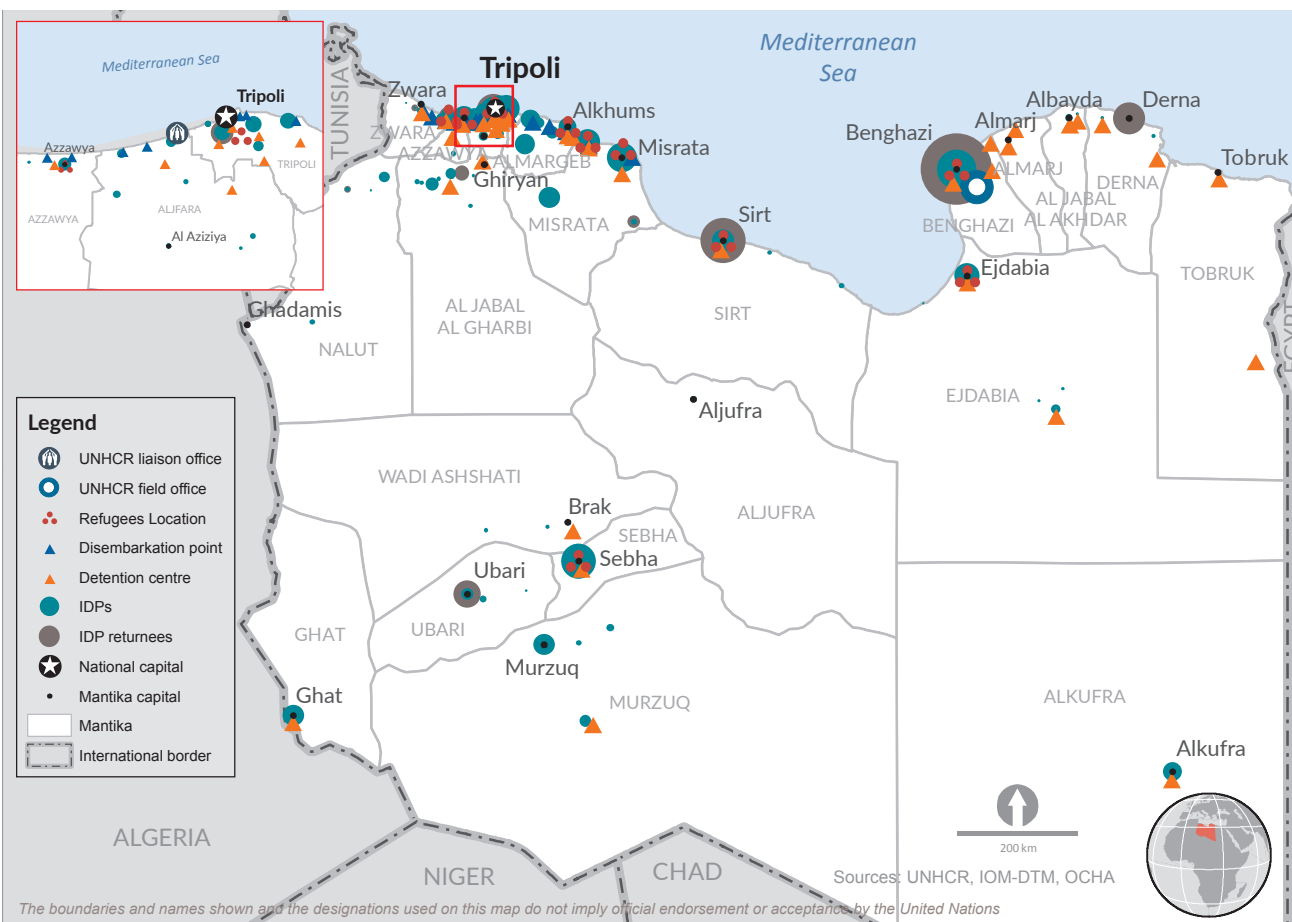 Mediterranean Sea
Tripoli
Azzawya
TRIPOLI
AZZAWYA
ALJFARA
Al Aziziya
TUNISIA
Mediterranean
Sea
Tripoli
Zwara
Alkhums
Misrata
ZWARA
AZZAWYA
ALMARGEB
Ghiryan
MISRATA
Sirt
Benghazi
Almarj
Albayda
Derna
Tobruk
ALMARJ
DERNA
AL JABAL
AL AKHDAR
BENGHAZI
Ejdabia
TOBRUK
EGYPT
Ghadamis
NALUT
AL JABAL
AL GHARBI
SIRT
EJDABIA
Aljufra
WADI ASHSHATI
Brak
SEBHA
Sebha
ALJUFRA
Ubari
UBARI
GHAT
Murzuq
MURZUQ
Ghat
ALKUFRA
Alkufra
Legend
UNHCR liaison office
UNHCR field office
Refugees Location
Disembarkation point
Detention centre
IDPs
IDP returnees
National capital
Mantika capital
Mantika
International border
ALGERIA
NIGER
CHAD
200 km
Sources: UNHCR, IOM-DTM, OCHA
The boundaries and names shown and the designations used on this map do not imply official endorsement or acceptance by the United Nations